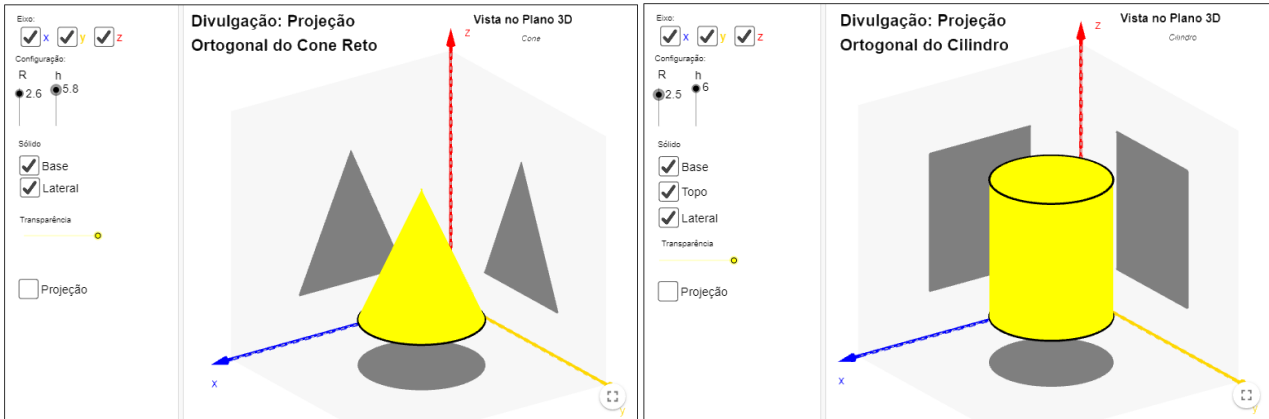 Eixo:
x y z
Configuração:
R h
2.6 5.8
Sólido
Base
Lateral
Transparência
Projeção
Divulgação: Projeção
Ortogonal do Cone Reto
Vista no Plano 3D
Cone
z
x
y
Eixo:
x y z
Configuração:
R h
2.5 6
Sólido
Base
Topo
Lateral
Transparência
Projeção
Divulgação: Projeção
Ortogonal do Cilindro
Vista no Plano 3D
Cilindro
z
x
y